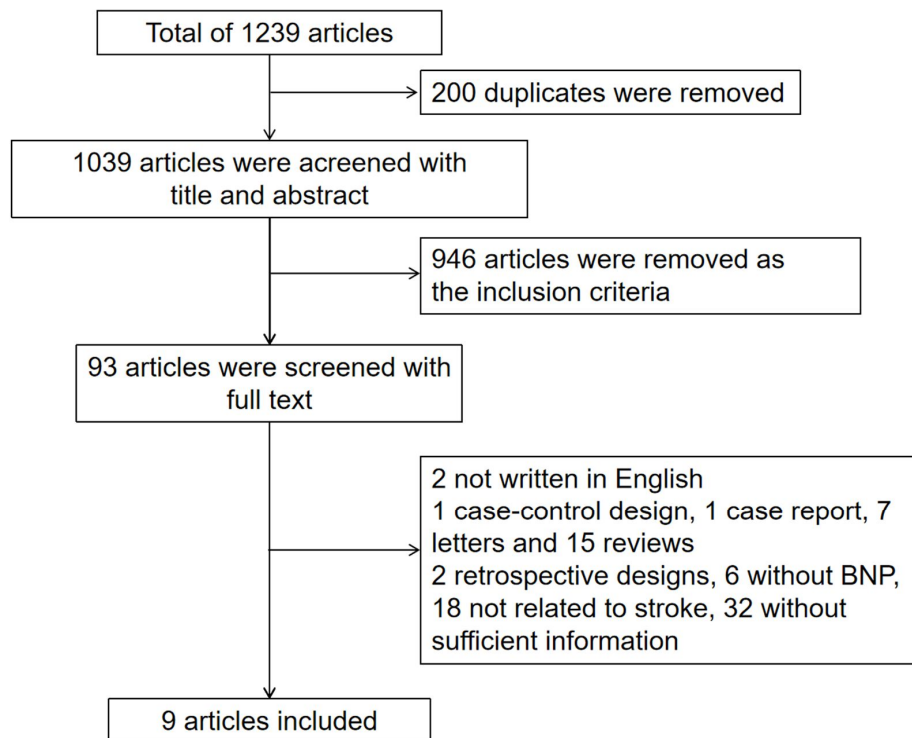 Total of 1239 articles
200 duplicates were removed
1039 articles were acreened with
title and abstract
946 articles were removed as
the inclusion criteria
93 articles were screened with
full text
2 not written in English
1 case-control design, 1 case report, 7
letters and 15 reviews
2 retrospective designs, 6 without BNP,
18 not related to stroke, 32 without
sufficient information
9 articles included